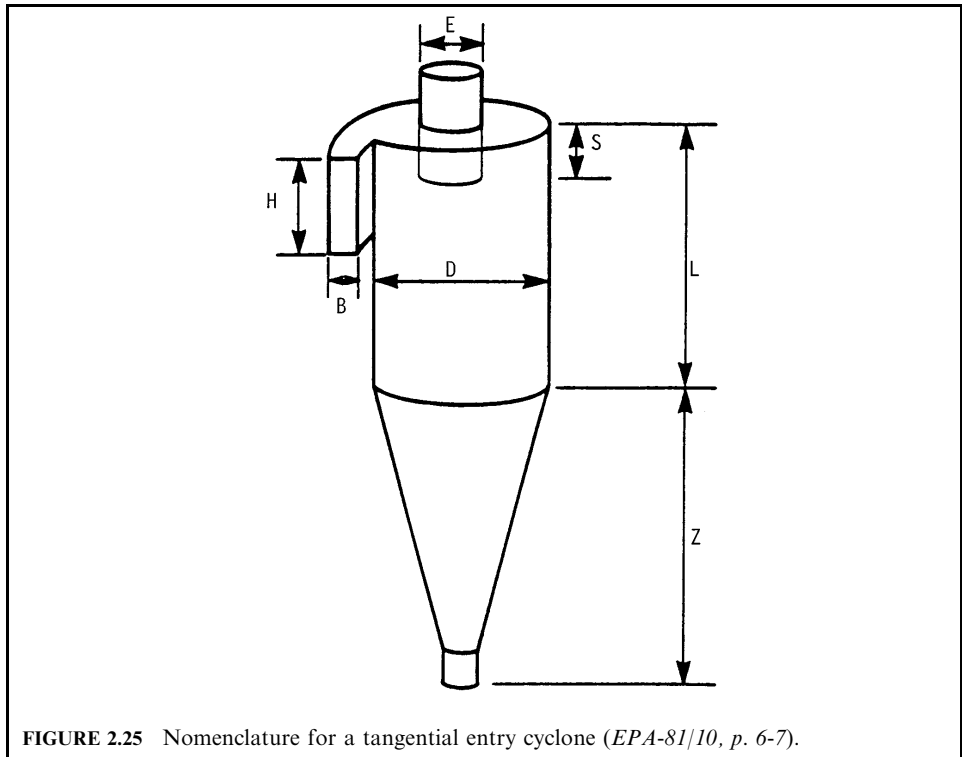 E
S
H
B
D
L
Z
FIGURE 2.25 Nomenclature for a tangential entry cyclone (EPA-81/10, p. 6-7).